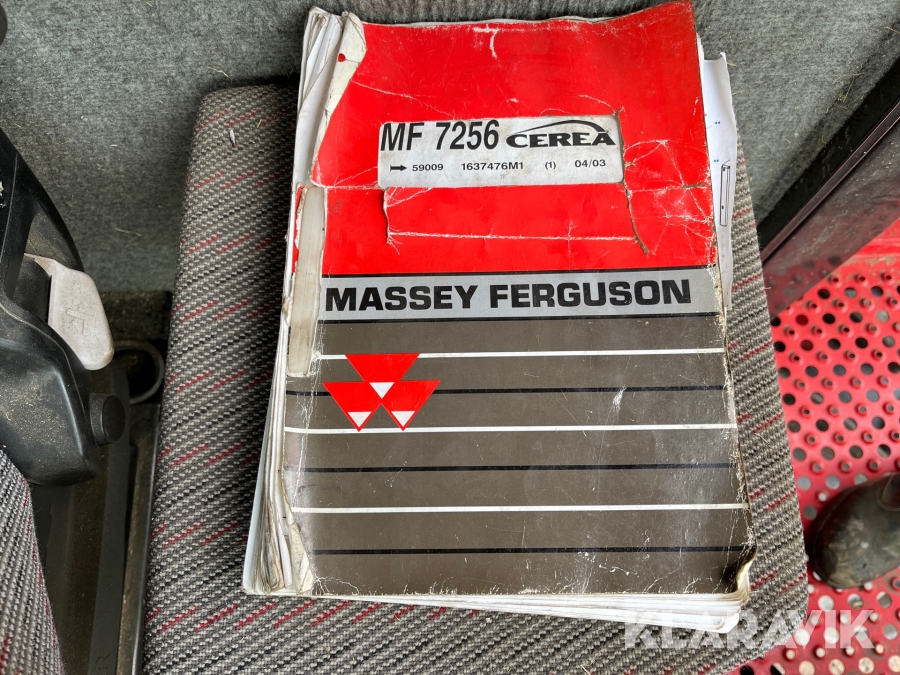 MF 7256 CEREA
→ 59009 1637476M1 (1) 04/03
MASSEY FERGUSON
KLARAVIK